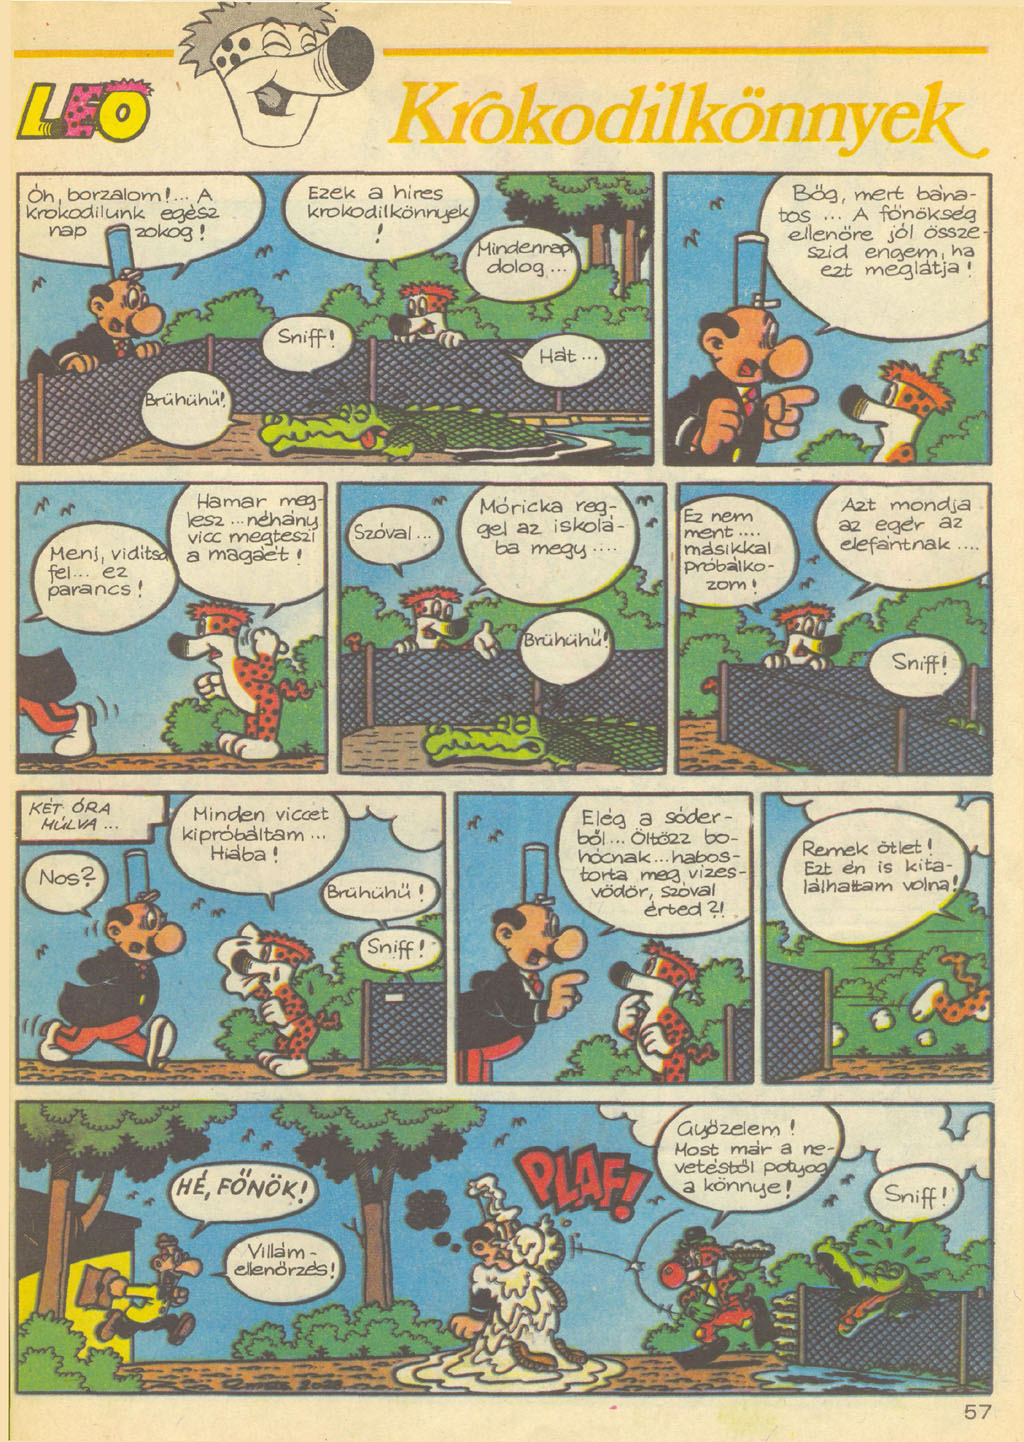 LEO
Krokodilkönnyek
Óh, borzalom!... A
krokodilunk egész
nap zokog!
Ezek a híres
krokodilkönnyek
!
Mindennapi
dolog ...
Sniff!
Hát ...
Brühühü!
Bőg, mert bána-
tos ... A főnökség
ellenőre jól össze-
szid engem, ha
ezt meglátja!
Menj, vidítsd
fel... ez
parancs!
Hamar meg-
lesz ... néhány
vicc megteszi
a magáét!
Szóval ...
Móricka reg-
gel az iskolá-
ba megy ....
Brühühü!
Ez nem
ment ....
másikkal
próbálko-
zom!
Azt mondja
az egér az
elefántnak ....
Sniff!
KÉT ÓRA
MÚLVA ...
Nos?
Minden viccet
kipróbáltam ...
Hiába!
Brühühü!
Sniff!
Elég a sóder-
ből ... Öltözz bo-
hócnak ... habos-
torta meg vizes-
vödör, szóval
érted?!
Remek ötlet!
Ezt én is kita-
lálhattam volna!
HÉ, FŐNÖK!
Villám-
ellenőrzés!
PLAF!
Győzelem!
Most már a ne-
vetéstől potyog
a könnye!
Sniff!
57